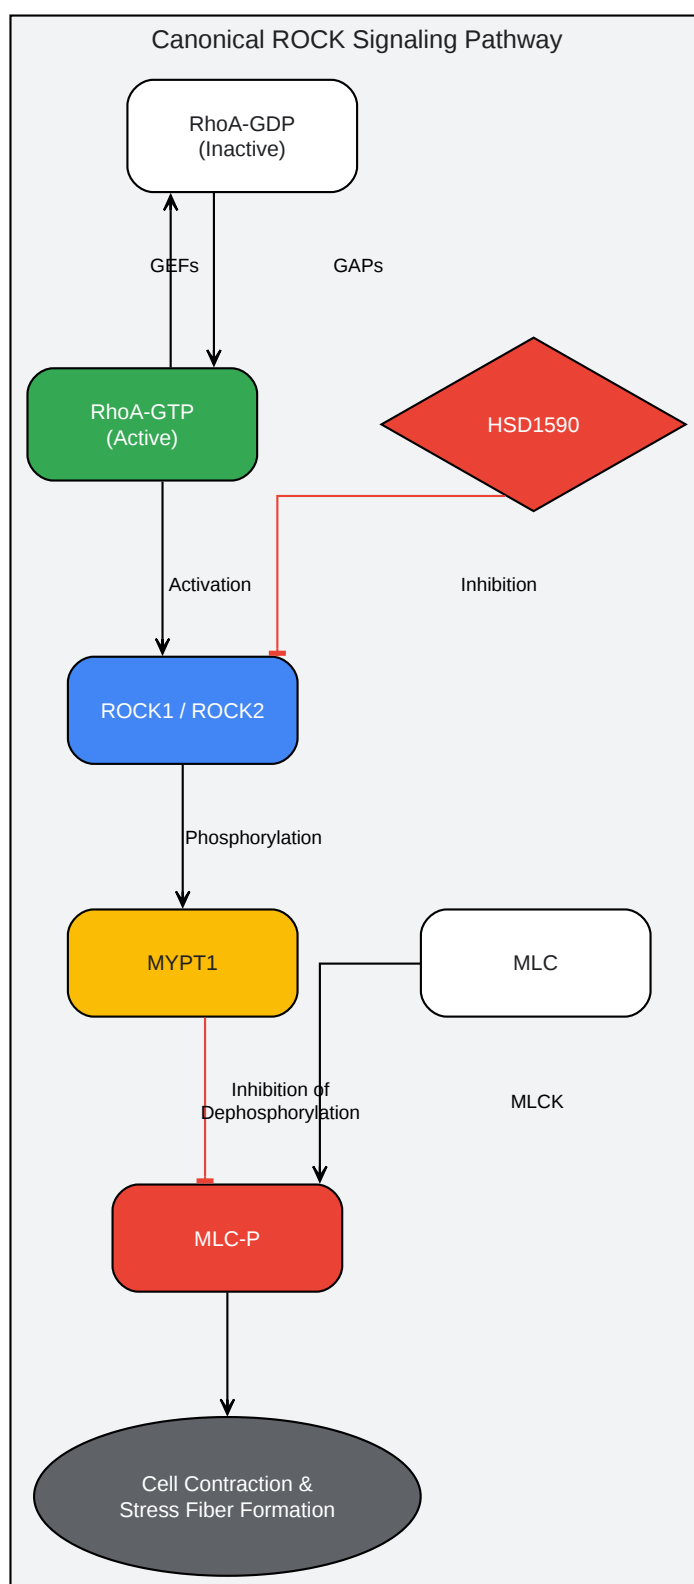 Canonical ROCK Signaling Pathway
RhoA-GDP
(Inactive)
GEFs
GAPs
RhoA-GTP
(Active)
HSD1590
Activation
Inhibition
ROCK1 / ROCK2
Phosphorylation
MYPT1
MLC
Inhibition of
Dephosphorylation
MLCK
MLC-P
Cell Contraction &
Stress Fiber Formation